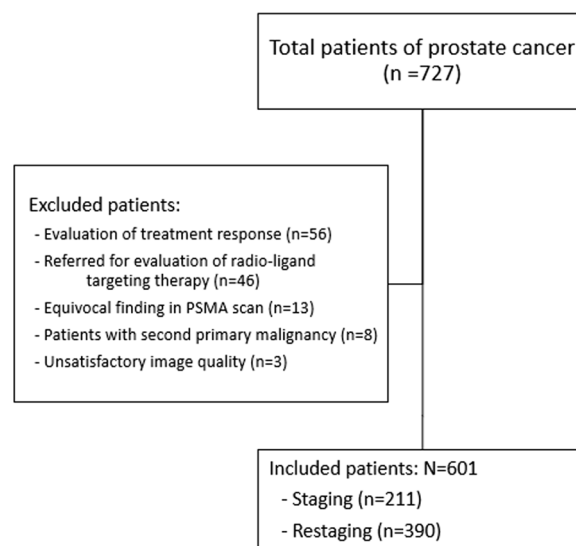 Total patients of prostate cancer
(n =727)
Excluded patients:
- Evaluation of treatment response (n=56)
- Referred for evaluation of radio-ligand
targeting therapy (n=46)
- Equivocal finding in PSMA scan (n=13)
- Patients with second primary malignancy (n=8)
- Unsatisfactory image quality (n=3)
Included patients: N=601
- Staging (n=211)
- Restaging (n=390)